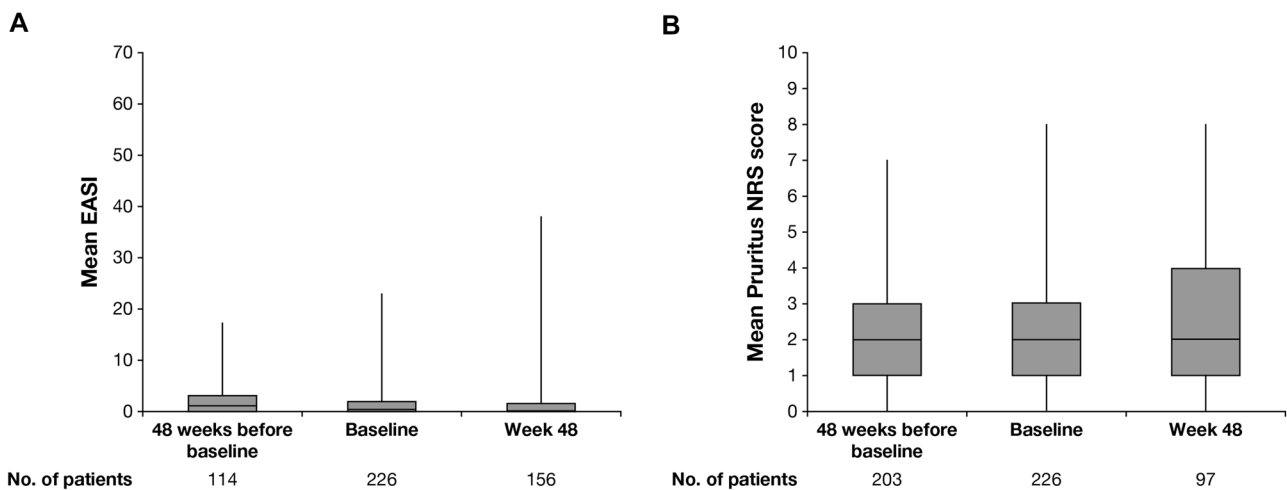 A
Mean EASI
70
60
50
40
30
20
10
0
48 weeks before
baseline
Baseline
Week 48
No. of patients 114 226 156
B
Mean Pruritus NRS score
10
9
8
7
6
5
4
3
2
1
0
48 weeks before
baseline
Baseline
Week 48
No. of patients 203 226 97